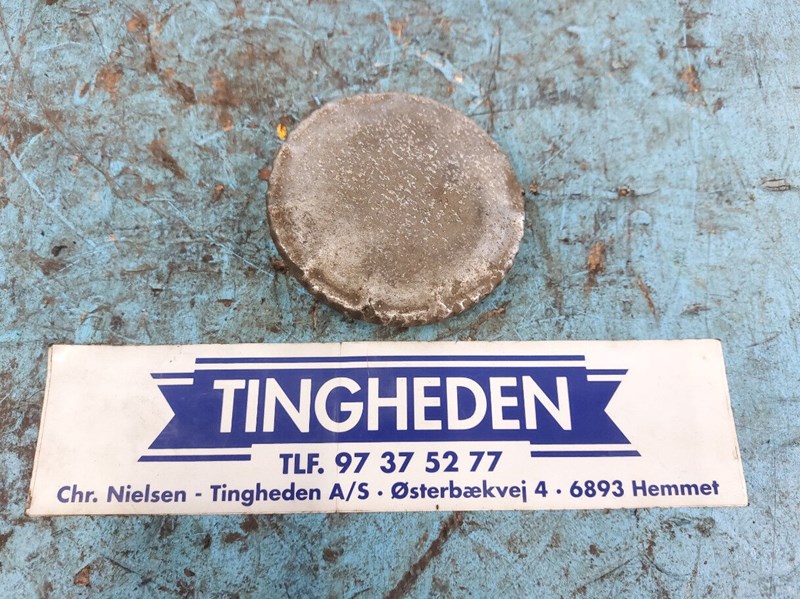 TINGHEDEN
TLF. 97 37 52 77
Chr. Nielsen - Tingheden A/S · Østerbækvej 4 · 6893 Hemmet